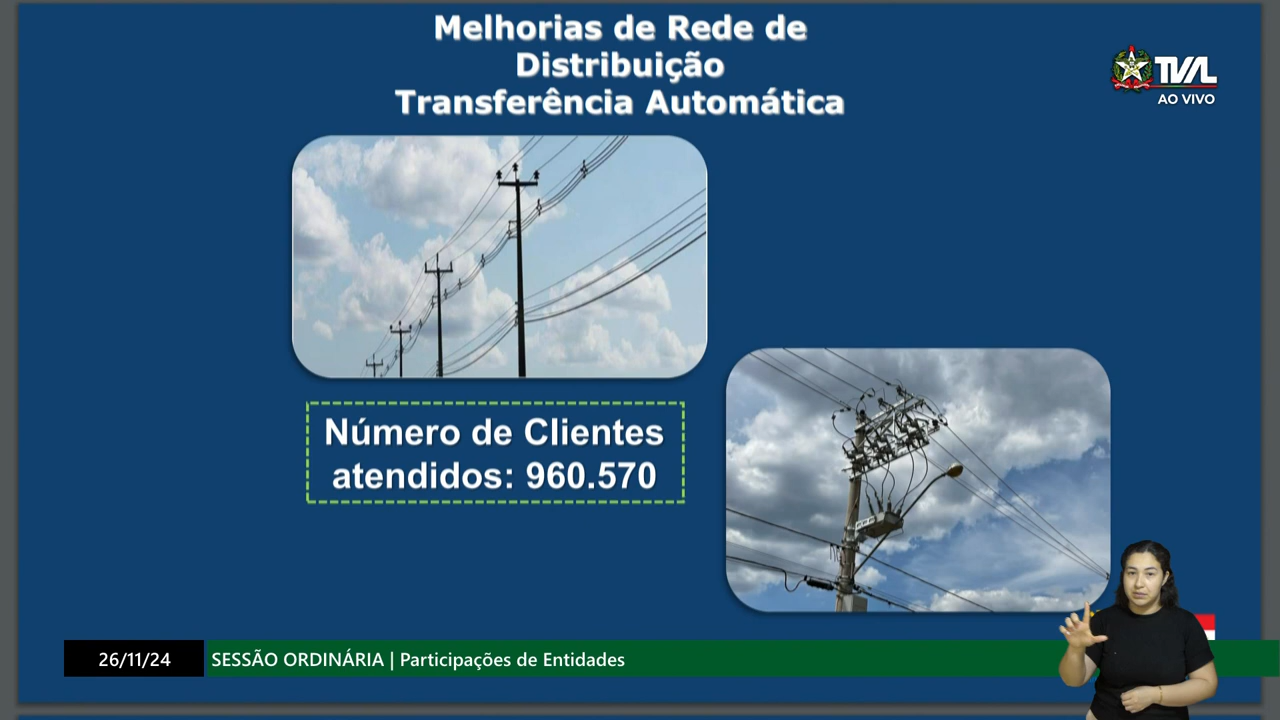 Melhorias de Rede de
Distribuição
Transferência Automática
TVAL
AO VIVO
Número de Clientes
atendidos: 960.570
26/11/24
SESSÃO ORDINÁRIA | Participações de Entidades